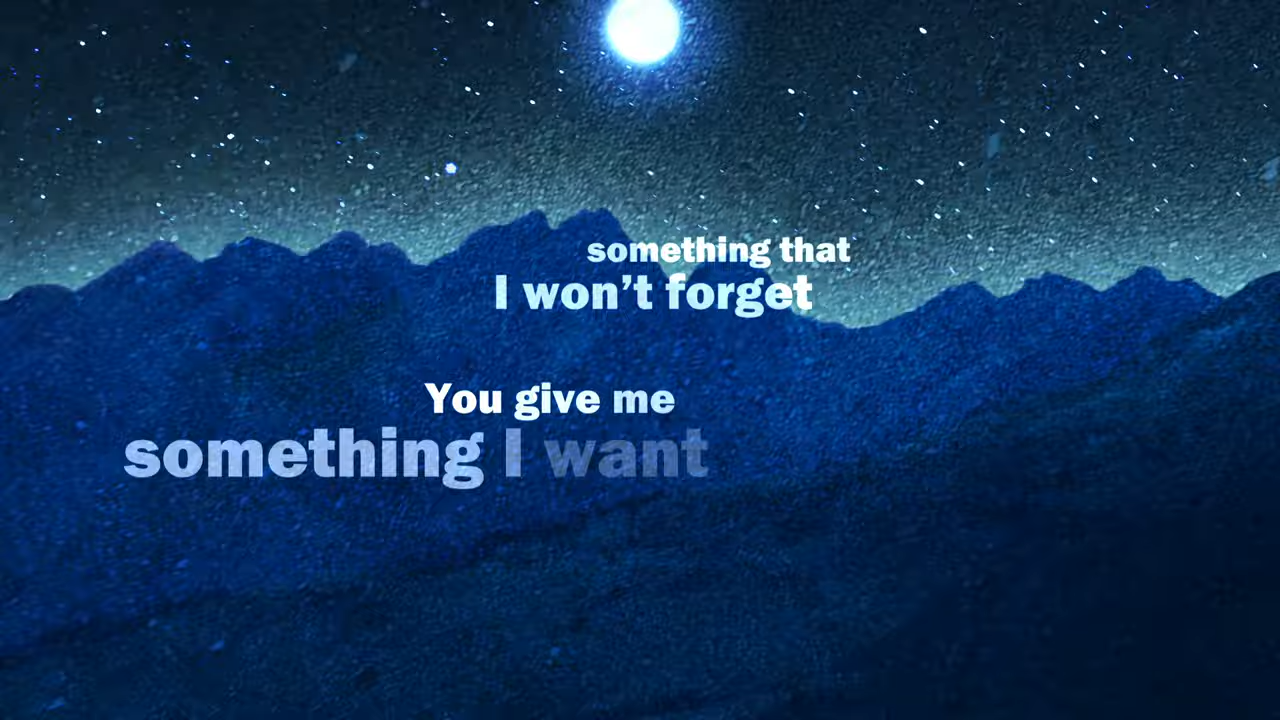 something that
I won’t forget
You give me
something I want